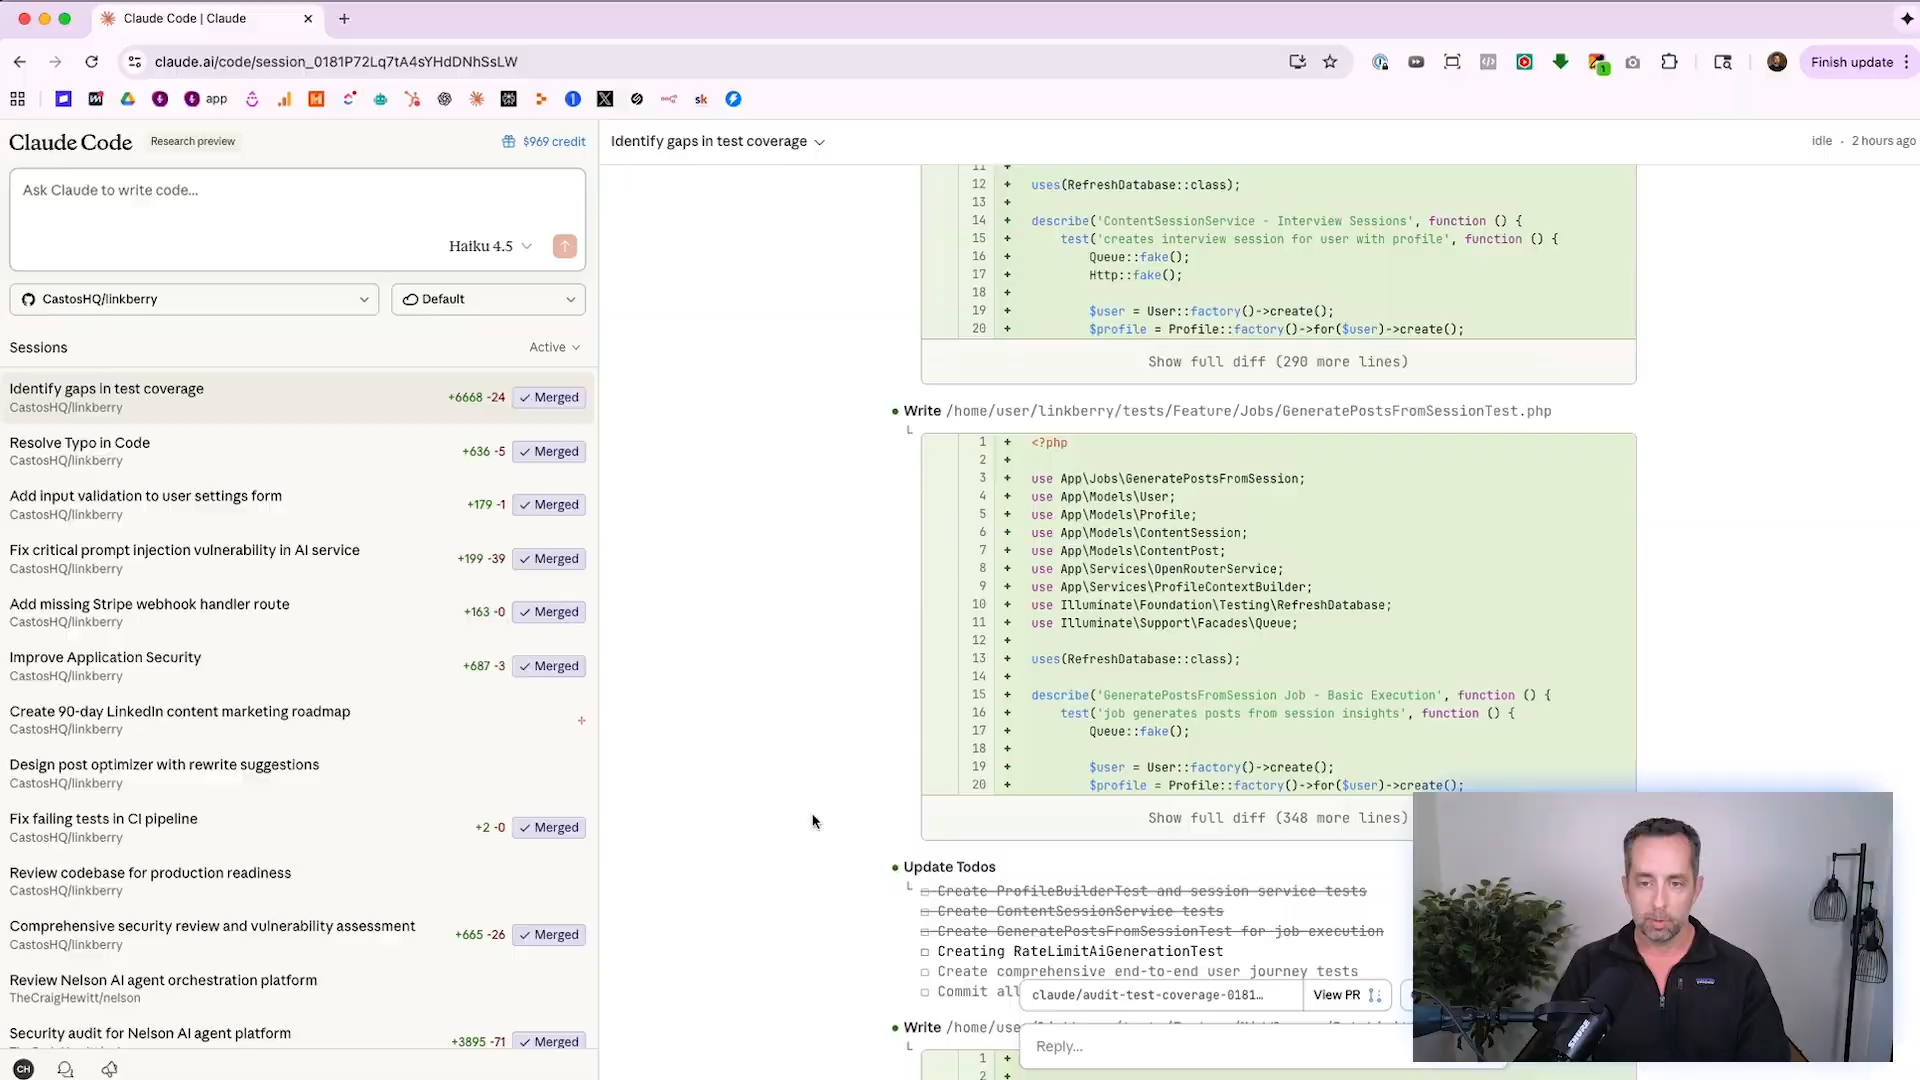 Claude Code | Claude
claude.ai/code/session_0181P72Lq7tA4sYHdDNhSsLW
Finish update
app
sk
Claude Code
Research preview
$969 credit
Ask Claude to write code...
Haiku 4.5
CastosHQ/linkberry
Default
Sessions
Active
Identify gaps in test coverage
CastosHQ/linkberry
+6668 -24
Merged
Resolve Typo in Code
CastosHQ/linkberry
+636 -5
Merged
Add input validation to user settings form
CastosHQ/linkberry
+179 -1
Merged
Fix critical prompt injection vulnerability in AI service
CastosHQ/linkberry
+199 -39
Merged
Add missing Stripe webhook handler route
CastosHQ/linkberry
+163 -0
Merged
Improve Application Security
CastosHQ/linkberry
+687 -3
Merged
Create 90-day LinkedIn content marketing roadmap
CastosHQ/linkberry
Design post optimizer with rewrite suggestions
CastosHQ/linkberry
Fix failing tests in CI pipeline
CastosHQ/linkberry
+2 -0
Merged
Review codebase for production readiness
CastosHQ/linkberry
Comprehensive security review and vulnerability assessment
CastosHQ/linkberry
+665 -26
Merged
Review Nelson AI agent orchestration platform
TheCraigHewitt/nelson
Security audit for Nelson AI agent platform
+3895 -71
Merged
CH
Identify gaps in test coverage
idle · 2 hours ago
11 +
12 + uses(RefreshDatabase::class);
13 +
14 + describe('ContentSessionService - Interview Sessions', function () {
15 + test('creates interview session for user with profile', function () {
16 + Queue::fake();
17 + Http::fake();
18 +
19 + $user = User::factory()->create();
20 + $profile = Profile::factory()->for($user)->create();
Show full diff (290 more lines)
Write /home/user/linkberry/tests/Feature/Jobs/GeneratePostsFromSessionTest.php
1 + <?php
2 +
3 + use App\Jobs\GeneratePostsFromSession;
4 + use App\Models\User;
5 + use App\Models\Profile;
6 + use App\Models\ContentSession;
7 + use App\Models\ContentPost;
8 + use App\Services\OpenRouterService;
9 + use App\Services\ProfileContextBuilder;
10 + use Illuminate\Foundation\Testing\RefreshDatabase;
11 + use Illuminate\Support\Facades\Queue;
12 +
13 + uses(RefreshDatabase::class);
14 +
15 + describe('GeneratePostsFromSession Job - Basic Execution', function () {
16 + test('job generates posts from session insights', function () {
17 + Queue::fake();
18 +
19 + $user = User::factory()->create();
20 + $profile = Profile::factory()->for($user)->create();
Show full diff (348 more lines)
Update Todos
Create ProfileBuilderTest and session service tests
Create ContentSessionService tests
Create GeneratePostsFromSessionTest for job execution
Creating RateLimitAiGenerationTest
Create comprehensive end-to-end user journey tests
Commit all
claude/audit-test-coverage-0181...
View PR
Write /home/user
Reply...
1 +
2 +
SHURE